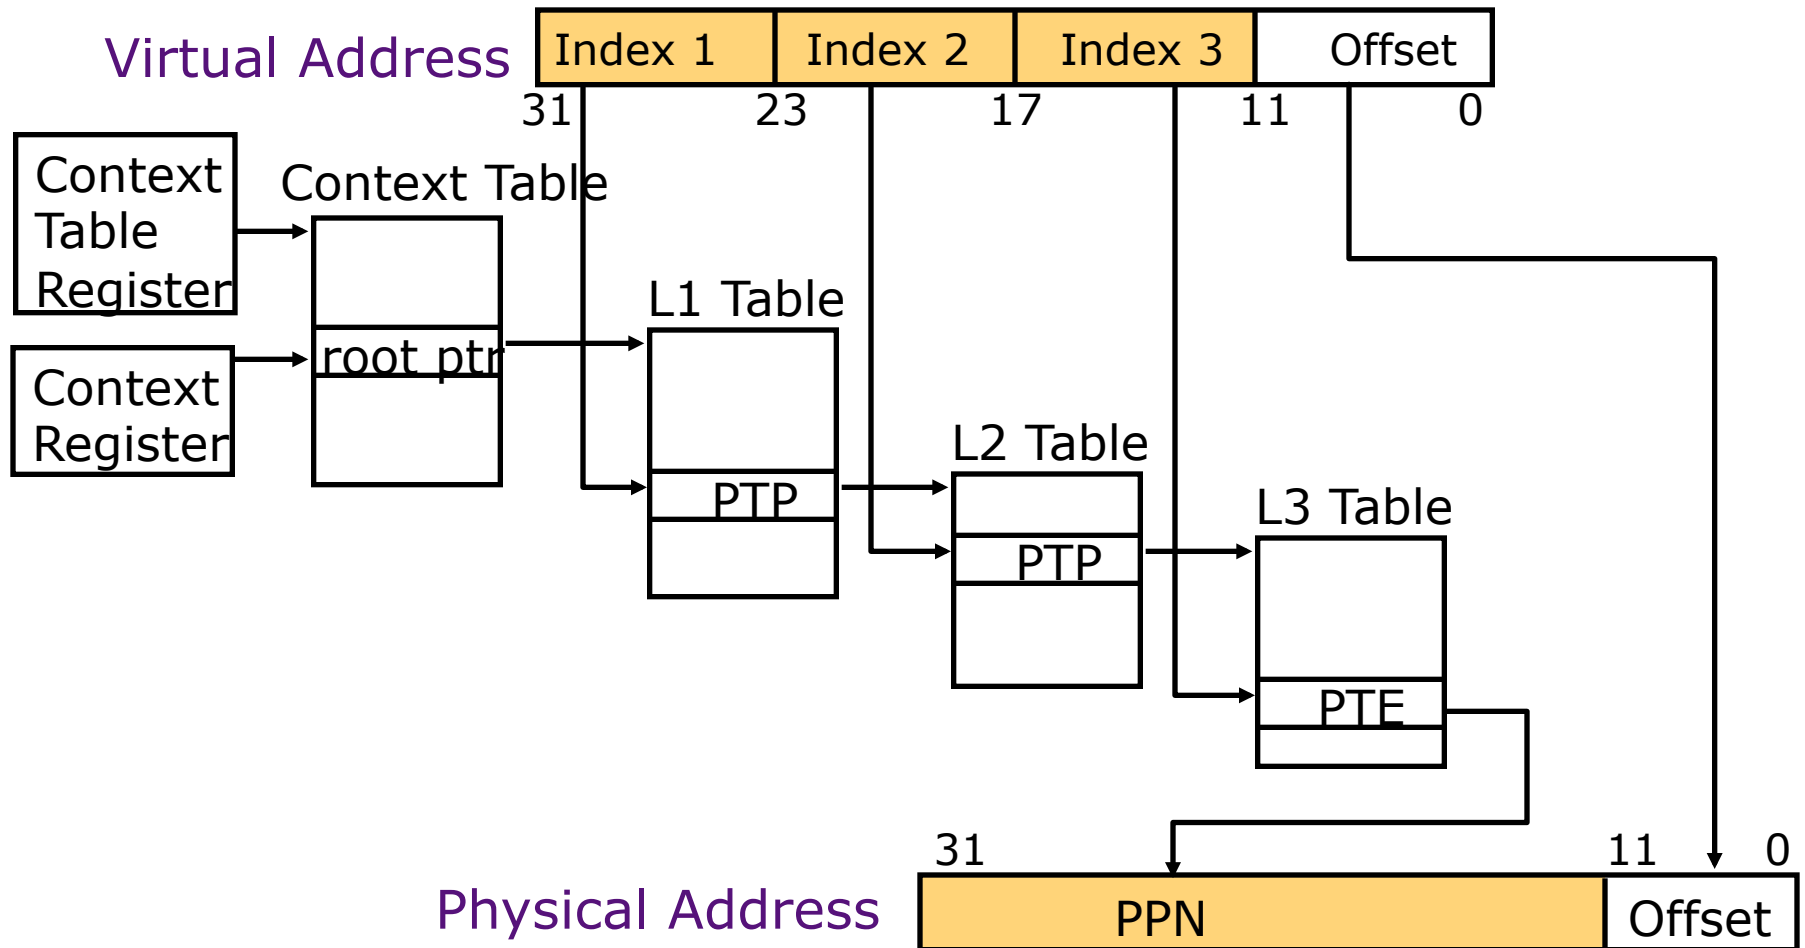 Virtual Address
Index 1 Index 2 Index 3 Offset
31 23 17 11 0
Context
Table
Register
Context Table
root ptr
Context
Register
L1 Table
PTP
L2 Table
PTP
L3 Table
PTE
31 11 0
Physical Address
PPN Offset